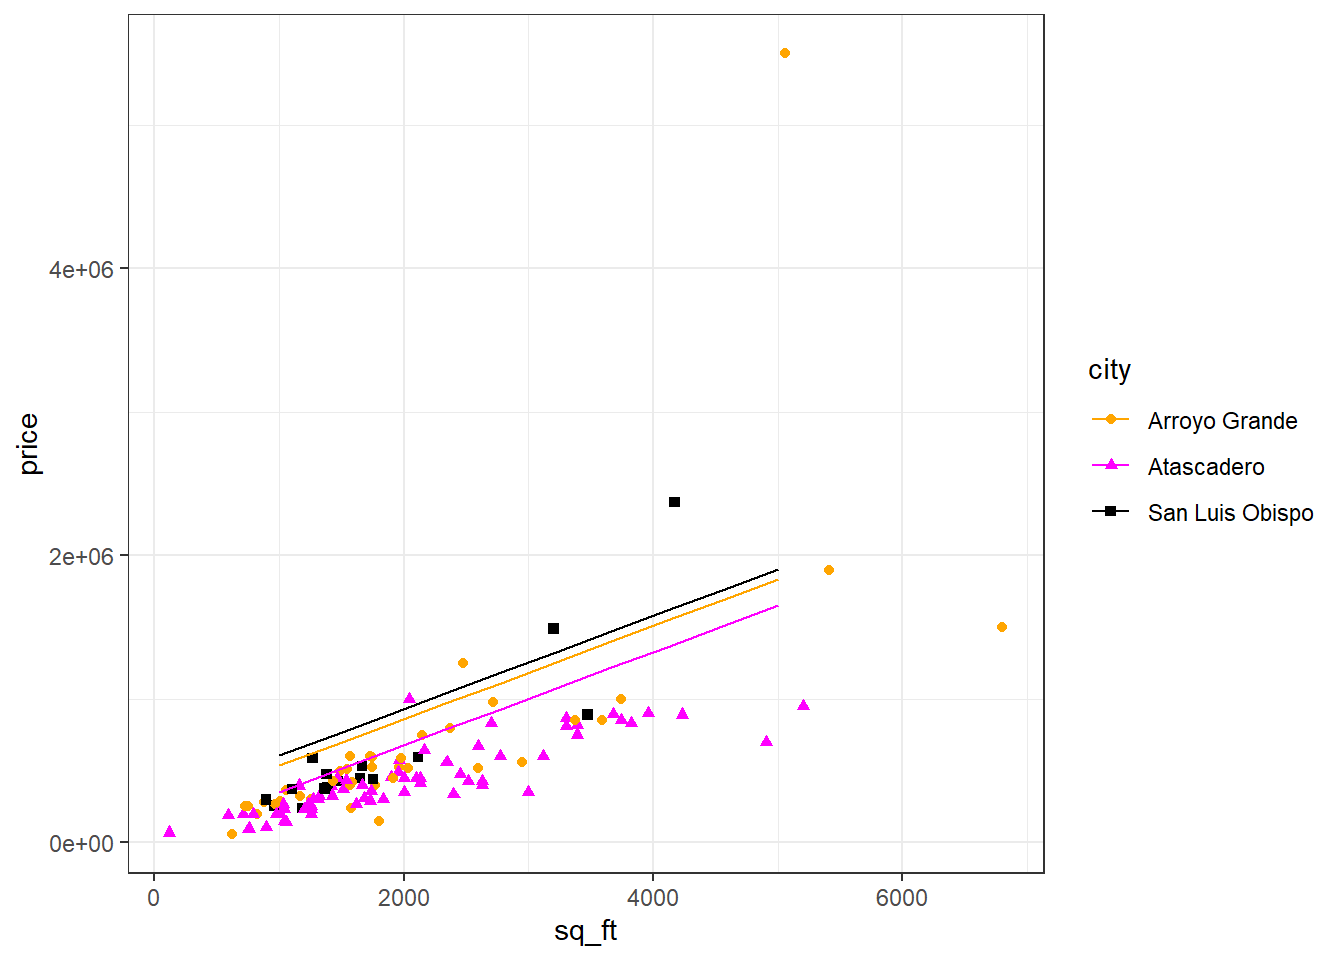 price
4e+06
2e+06
0e+00
0
2000
4000
6000
sq_ft
city
Arroyo Grande
Atascadero
San Luis Obispo